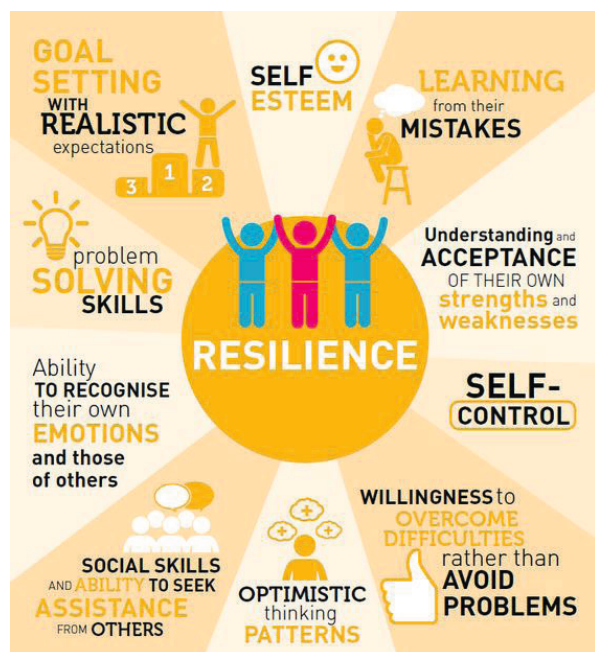 GOAL
SETTING
WITH
REALISTIC
expectations
3 1 2
SELF
ESTEEM
LEARNING
from their
MISTAKES
Understanding and
ACCEPTANCE
OF THEIR OWN
strengths and
weaknesses
SELF-
CONTROL
WILLINGNESS to
OVERCOME
DIFFICULTIES
rather than
AVOID
PROBLEMS
OPTIMISTIC
thinking
PATTERNS
SOCIAL SKILLS
AND ABILITY TO SEEK
ASSISTANCE
FROM OTHERS
Ability
TO RECOGNISE
their own
EMOTIONS
and those
of others
problem
SOLVING
SKILLS
RESILIENCE